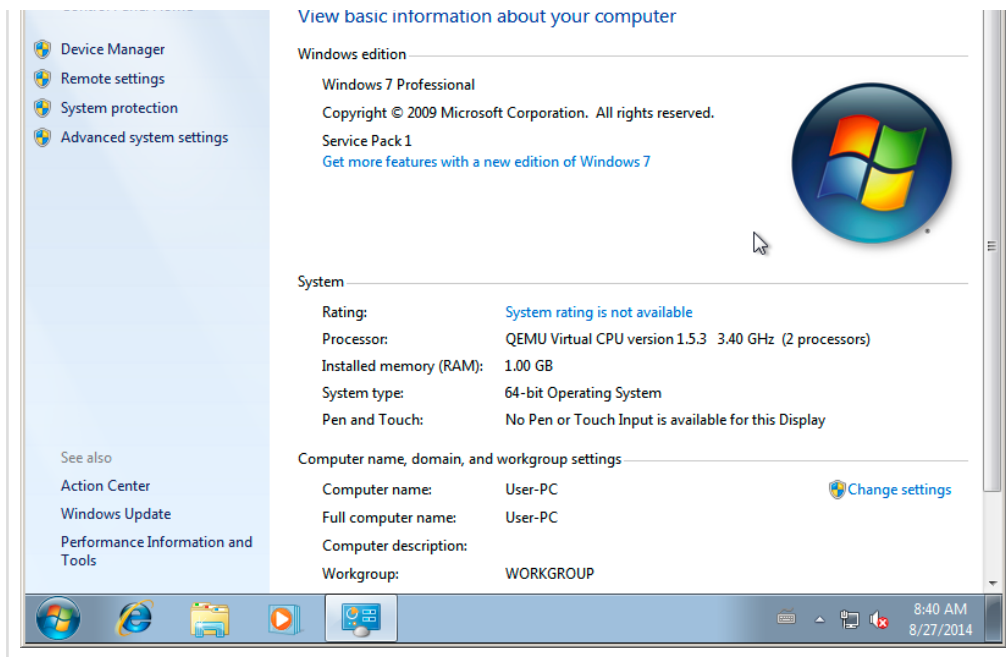 View basic information about your computer
Device Manager
Remote settings
System protection
Advanced system settings
Windows edition
Windows 7 Professional
Copyright © 2009 Microsoft Corporation.  All rights reserved.
Service Pack 1
Get more features with a new edition of Windows 7
System
Rating: System rating is not available
Processor: QEMU Virtual CPU version 1.5.3   3.40 GHz  (2 processors)
Installed memory (RAM): 1.00 GB
System type: 64-bit Operating System
Pen and Touch: No Pen or Touch Input is available for this Display
See also
Action Center
Windows Update
Performance Information and
Tools
Computer name, domain, and workgroup settings
Computer name: User-PC
Change settings
Full computer name: User-PC
Computer description:
Workgroup: WORKGROUP
8:40 AM
8/27/2014